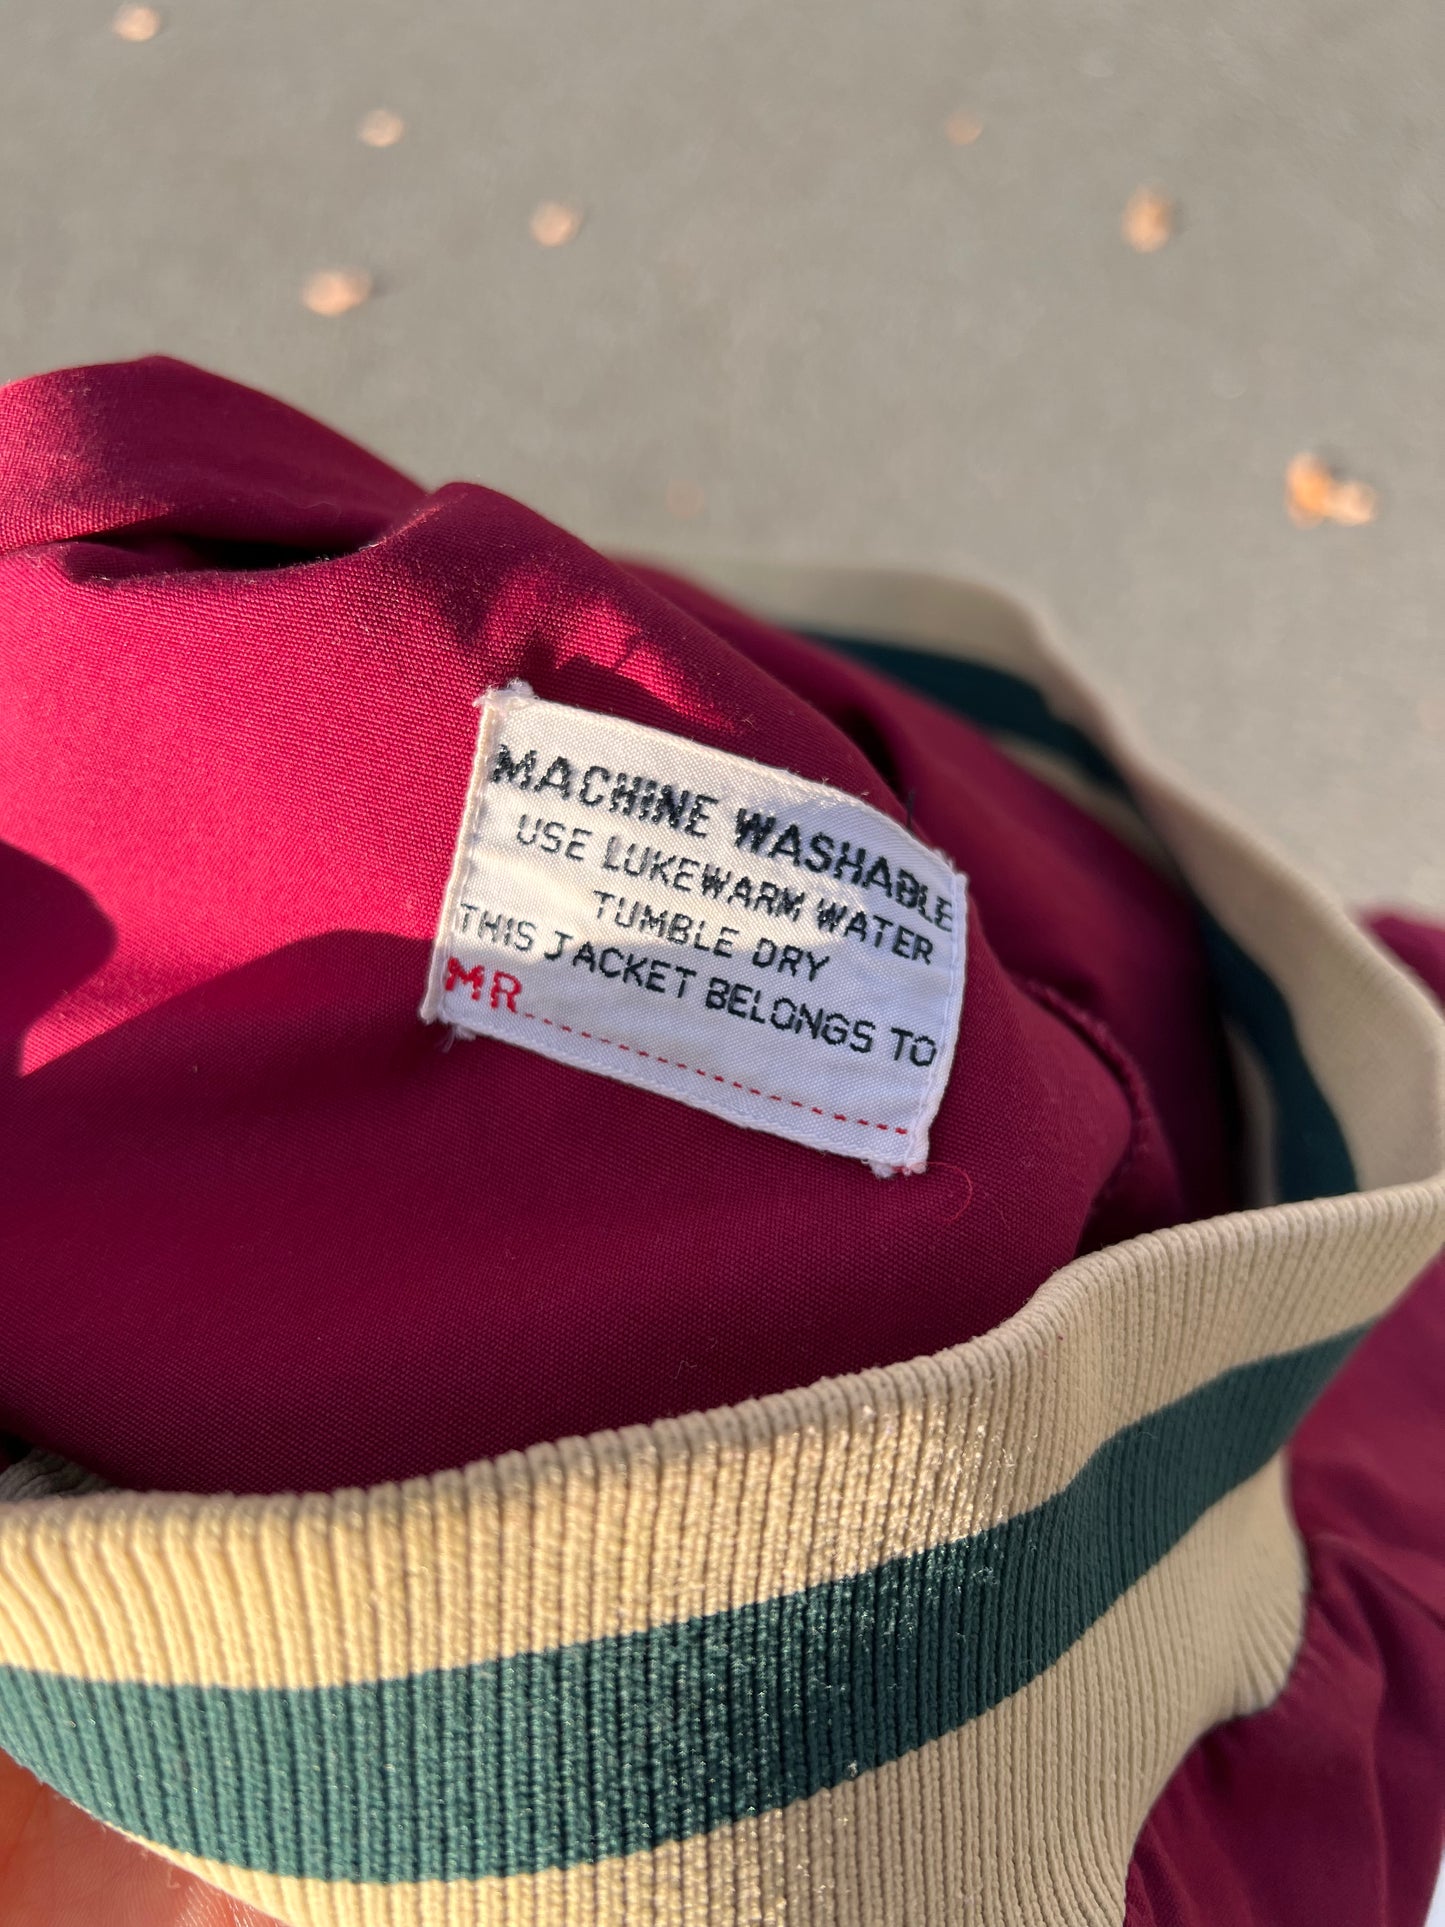 MACHINE WASHABLE
USE LUKEWARM WATER
TUMBLE DRY
THIS JACKET BELONGS TO
MR..............................